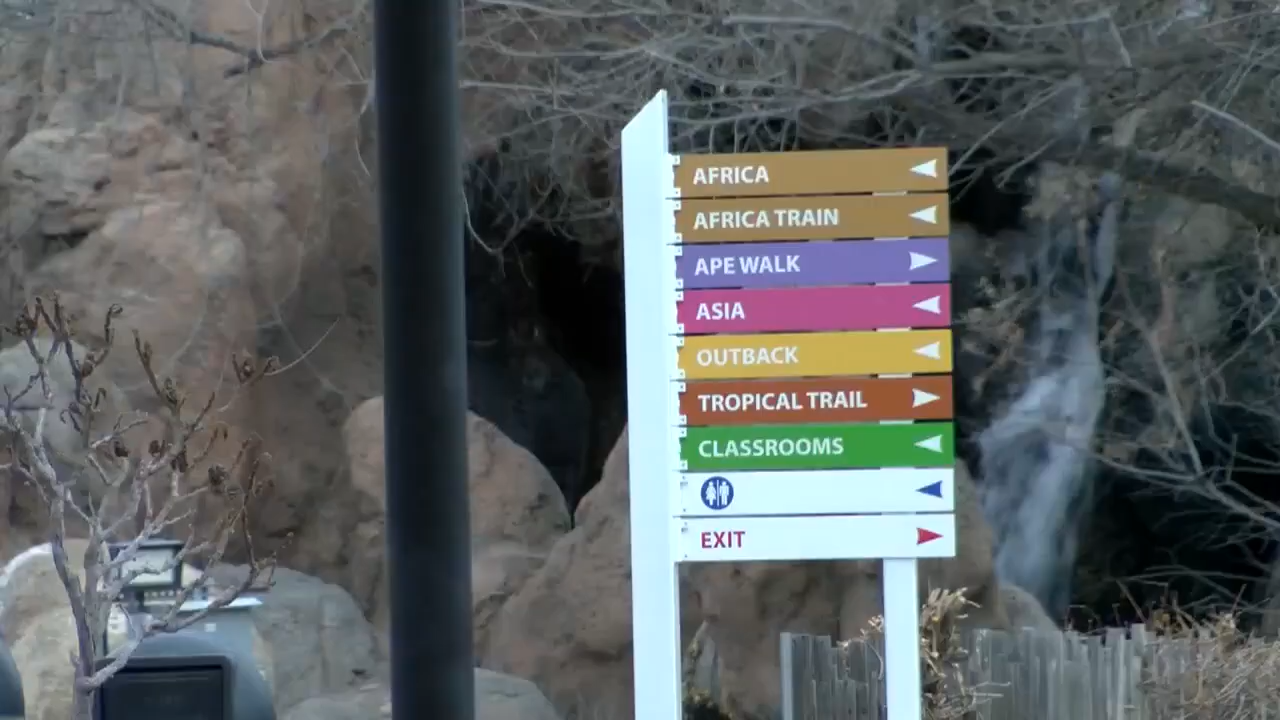 AFRICA
AFRICA TRAIN
APE WALK
ASIA
OUTBACK
TROPICAL TRAIL
CLASSROOMS
EXIT